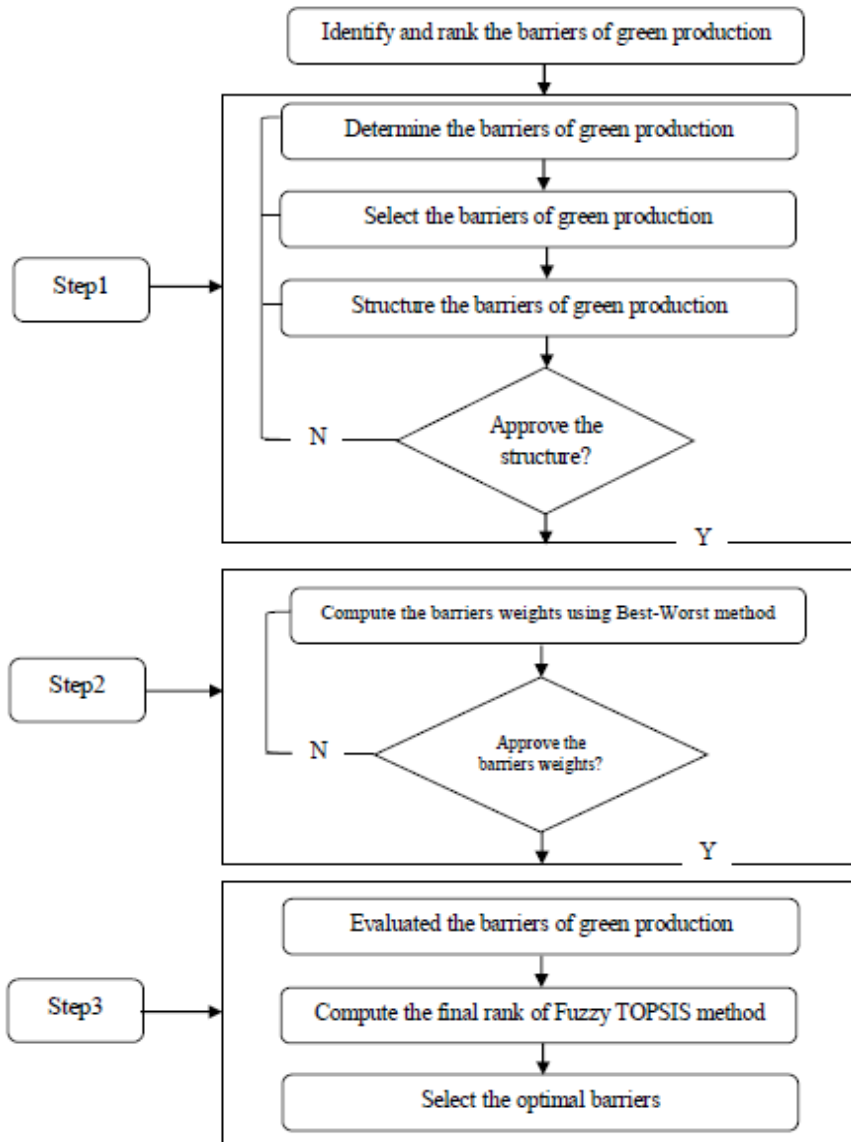 Identify and rank the barriers of green production
Determine the barriers of green production
Select the barriers of green production
Step1
Structure the barriers of green production
Approve the
structure?
N
Y
Compute the barriers weights using Best-Worst method
Step2
Approve the
barriers weights?
N
Y
Evaluated the barriers of green production
Step3
Compute the final rank of Fuzzy TOPSIS method
Select the optimal barriers